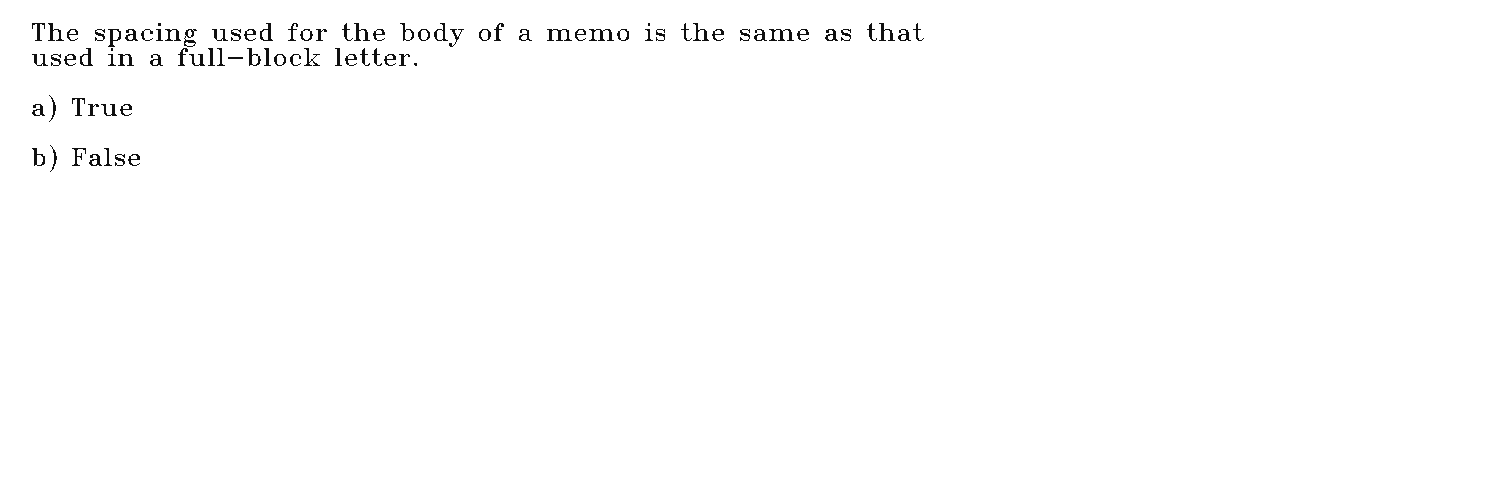 The spacing used for the body of a memo is the same as that
used in a full-block letter.
a) True
b) False